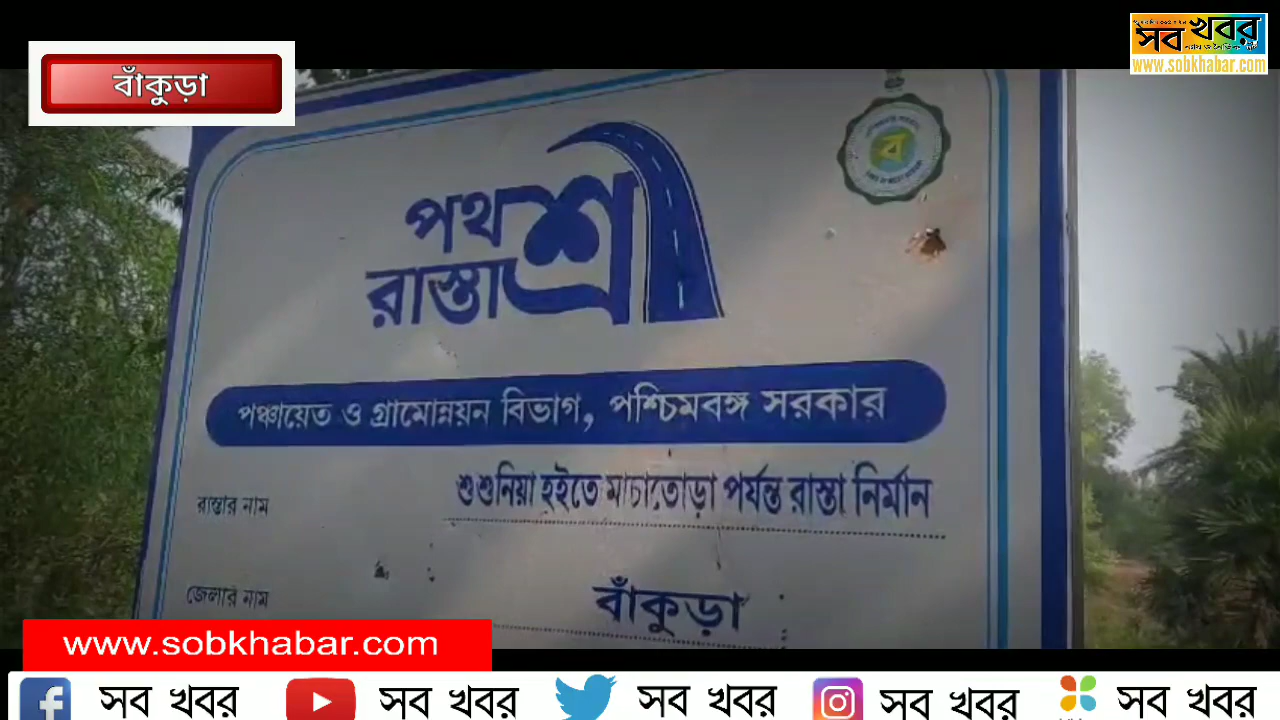 বাঁকুড়া
সব খবর
www.sobkhabar.com
পথশ্রী
রাস্তাশ্রী
পঞ্চায়েত ও গ্রামোন্নয়ন বিভাগ, পশ্চিমবঙ্গ সরকার
রাস্তার নাম শুশুনিয়া হইতে মাচাতোড়া পর্যন্ত রাস্তা নির্মান
জেলার নাম বাঁকুড়া
www.sobkhabar.com
সব খবর সব খবর সব খবর সব খবর সব খবর